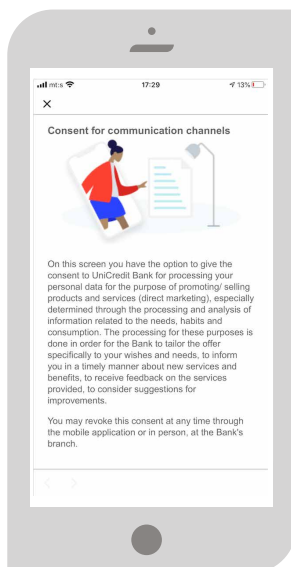 mt:s 17:29 13%
Consent for communication channels
On this screen you have the option to give the
consent to UniCredit Bank for processing your
personal data for the purpose of promoting/ selling
products and services (direct marketing), especially
determined through the processing and analysis of
information related to the needs, habits and
consumption. The processing for these purposes is
done in order for the Bank to tailor the offer
specifically to your wishes and needs, to inform
you in a timely manner about new services and
benefits, to receive feedback on the services
provided, to consider suggestions for
improvements.
You may revoke this consent at any time through
the mobile application or in person, at the Bank's
branch.